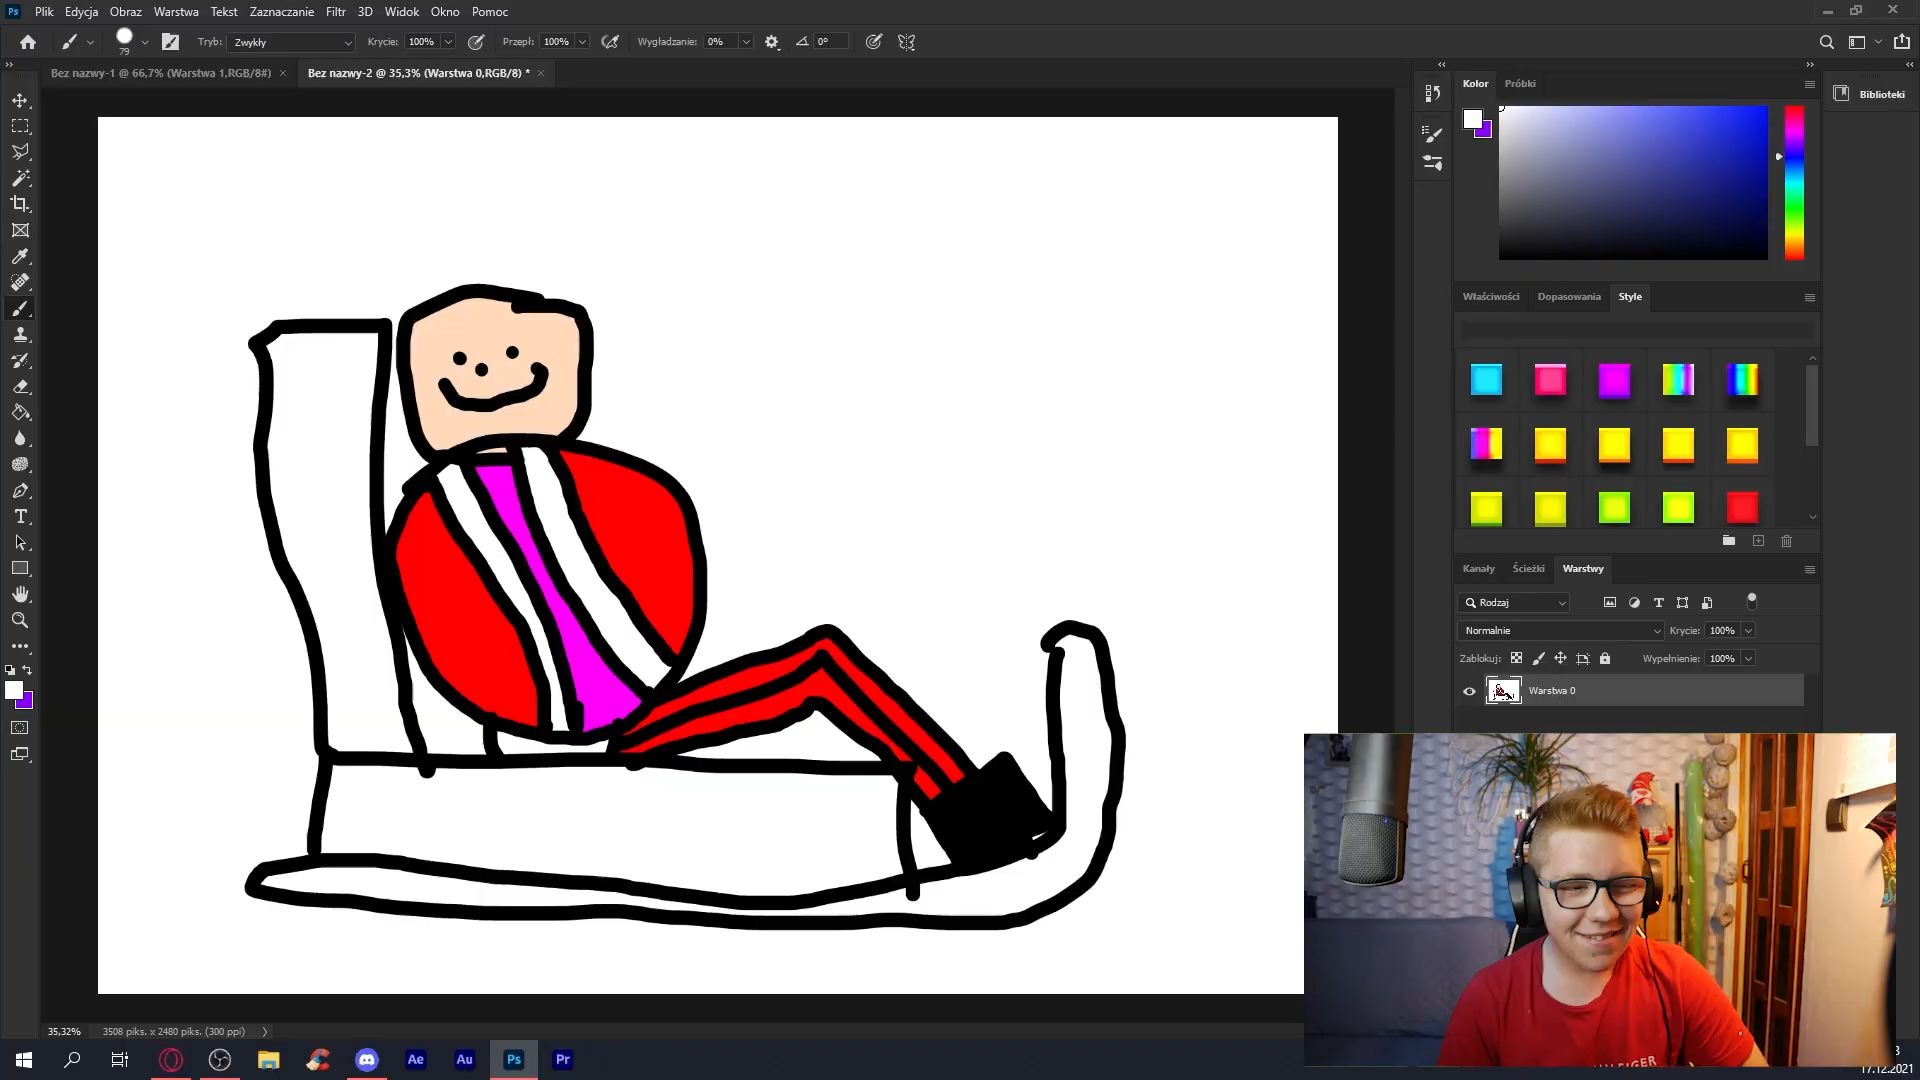 Ps Plik Edycja Obraz Warstwa Tekst Zaznaczanie Filtr 3D Widok Okno Pomoc
79 Tryb: Zwykły Krycie: 100% Przepł: 100% Wygładzanie: 0% 0°
Bez nazwy-1 @ 66,7% (Warstwa 1,RGB/8#) Bez nazwy-2 @ 35,3% (Warstwa 0,RGB/8) *
Kolor Próbki
Biblioteki
Właściwości Dopasowania Style
Kanały Ścieżki Warstwy
Rodzaj
Normalnie Krycie: 100%
Zablokuj: Wypełnienie: 100%
Warstwa 0
35,32% 3508 piks. x 2480 piks. (300 ppi)
Ae Au Ps Pr
17.12.2021